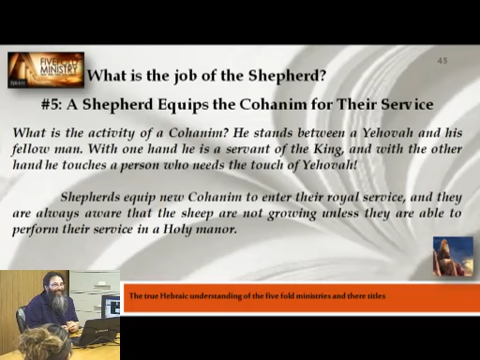 45
FIVEFOLD
MINISTRY
What is the job of the Shepherd?
#5: A Shepherd Equips the Cohanim for Their Service
What is the activity of a Cohanim? He stands between a Yehovah and his
fellow man. With one hand he is a servant of the King, and with the other
hand he touches a person who needs the touch of Yehovah!
Shepherds equip new Cohanim to enter their royal service, and they
are always aware that the sheep are not growing unless they are able to
perform their service in a Holy manor.
The true Hebraic understanding of the five fold ministries and there titles